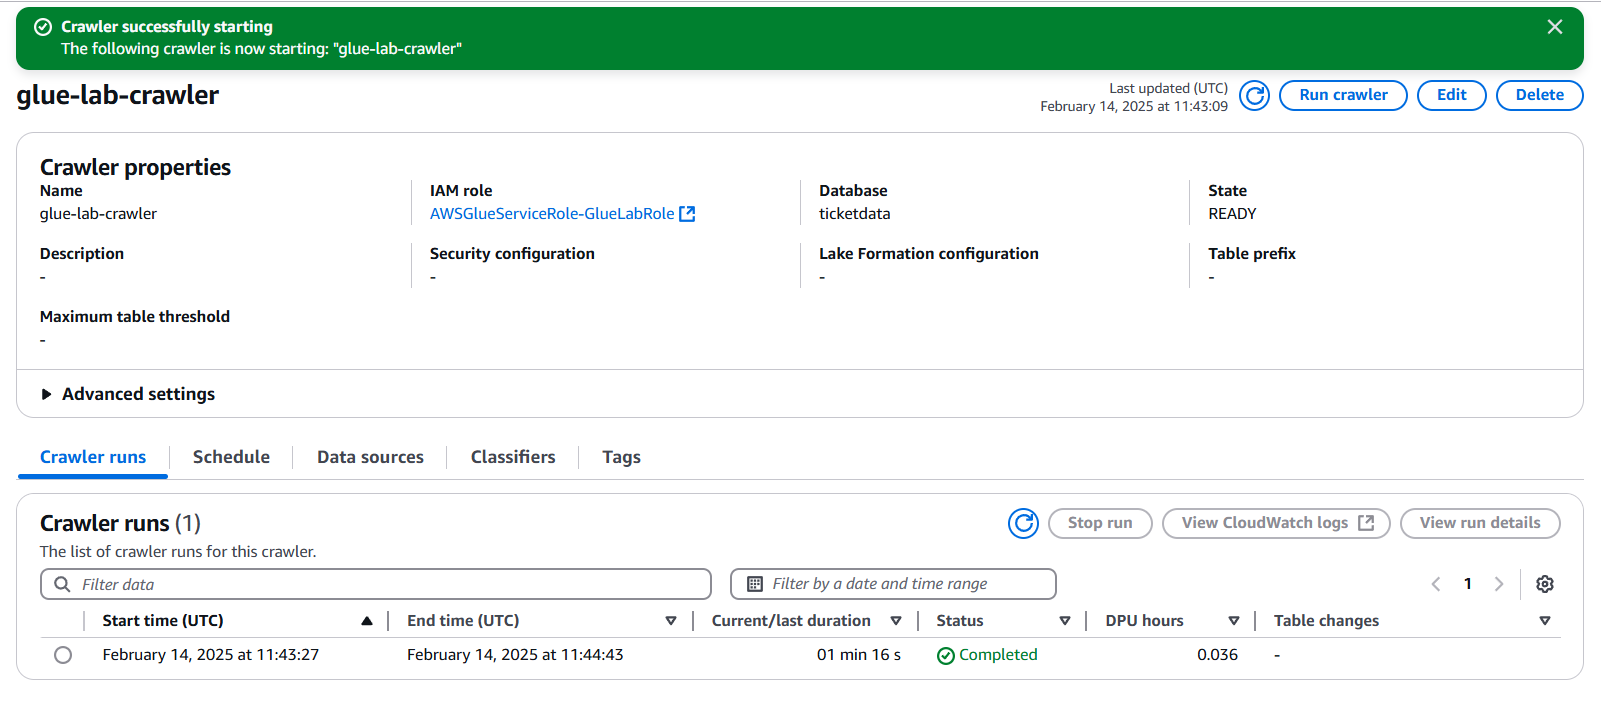 Crawler successfully starting
The following crawler is now starting: "glue-lab-crawler"
glue-lab-crawler
Last updated (UTC)
February 14, 2025 at 11:43:09
Run crawler
Edit
Delete
Crawler properties
Name
glue-lab-crawler
IAM role
AWSGlueServiceRole-GlueLabRole
Database
ticketdata
State
READY
Description
-
Security configuration
-
Lake Formation configuration
-
Table prefix
-
Maximum table threshold
-
Advanced settings
Crawler runs
Schedule
Data sources
Classifiers
Tags
Crawler runs (1)
The list of crawler runs for this crawler.
Stop run
View CloudWatch logs
View run details
Filter data
Filter by a date and time range
1
Start time (UTC) End time (UTC) Current/last duration Status DPU hours Table changes
February 14, 2025 at 11:43:27 February 14, 2025 at 11:44:43 01 min 16 s Completed 0.036 -